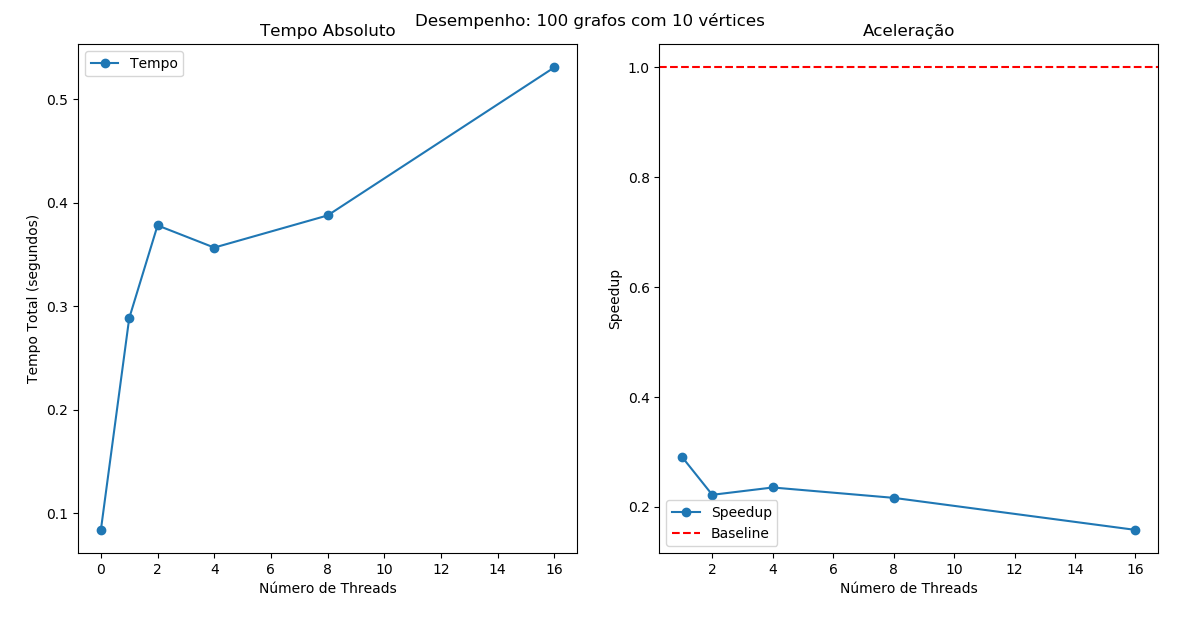 Desempenho: 100 grafos com 10 vértices
Tempo Absoluto
Tempo
0.5
0.4
0.3
0.2
0.1
Tempo Total (segundos)
0 2 4 6 8 10 12 14 16
Número de Threads
Aceleração
1.0
0.8
0.6
0.4
0.2
Speedup
Speedup
Baseline
2 4 6 8 10 12 14 16
Número de Threads